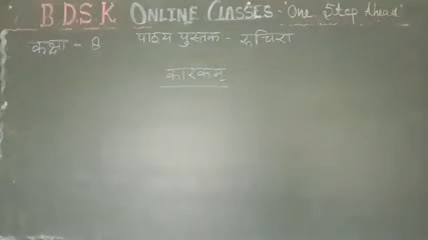 B D.S.K ONLINE CLASSES - "One Step Ahead"
कक्षा - 8 पाठ्य पुस्तक - रुचिरा
कारकम्